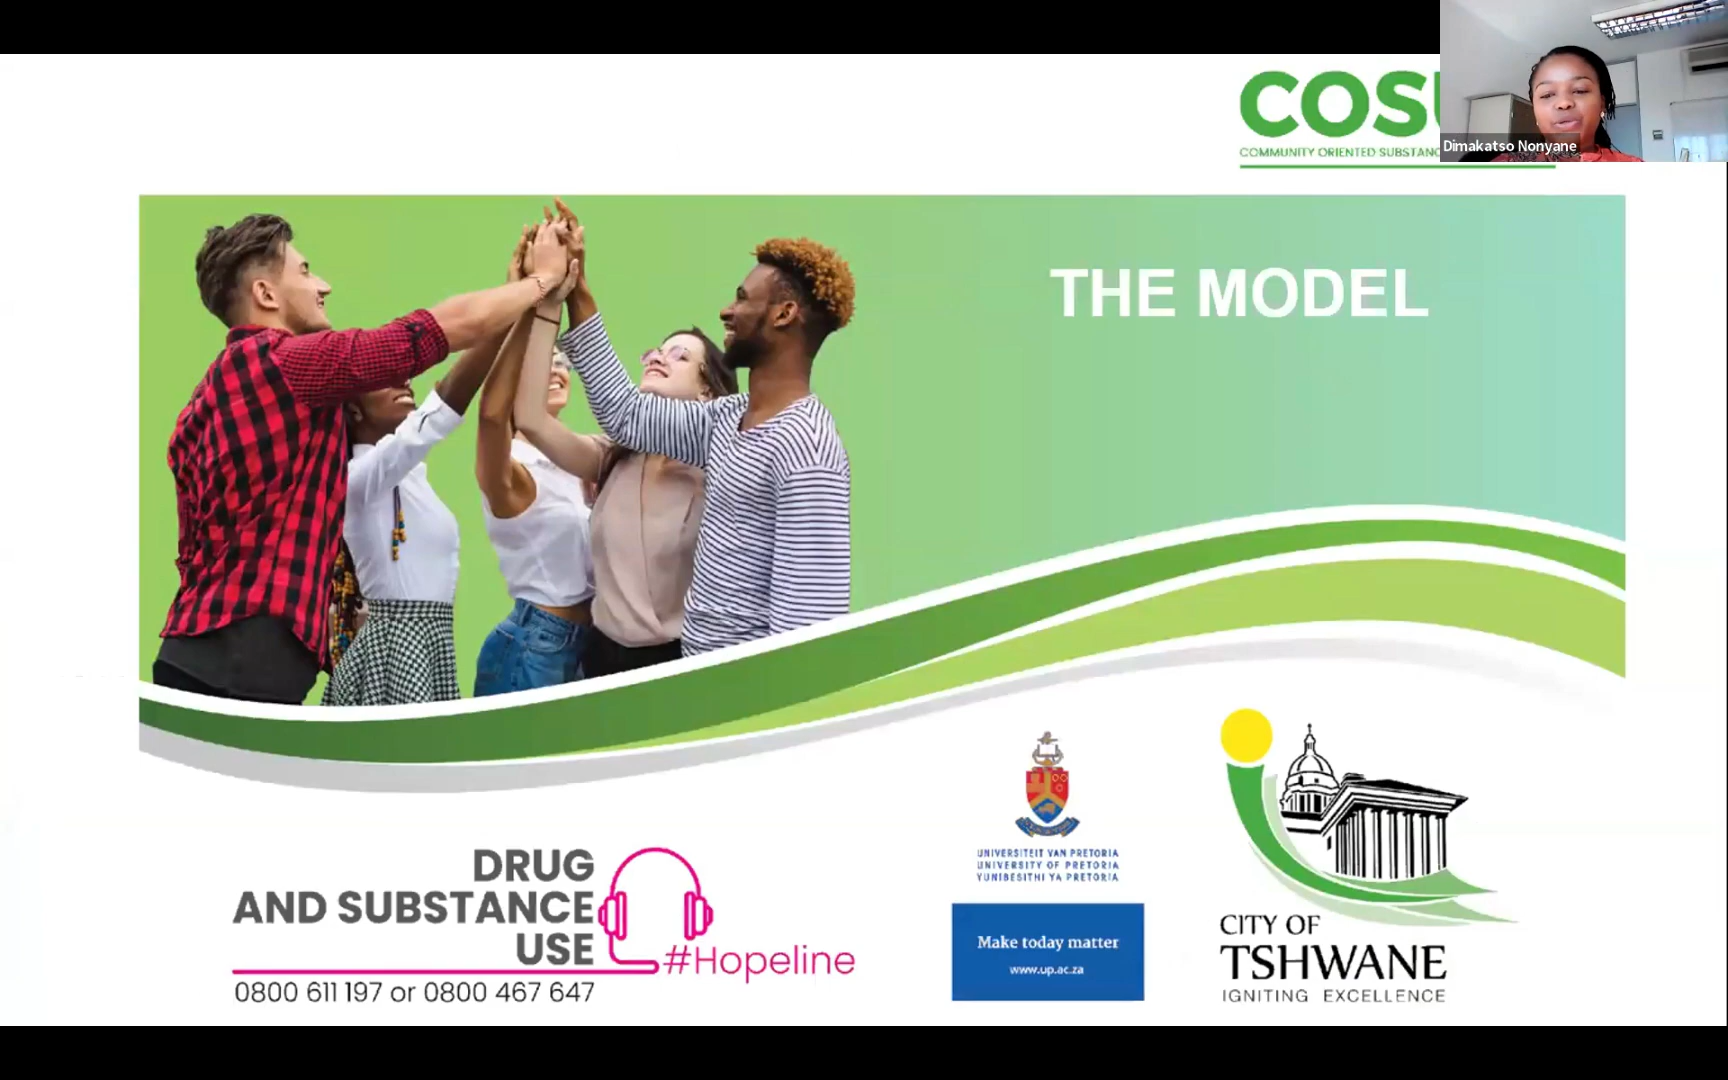 COSU
COMMUNITY ORIENTED SUBSTANC
Dimakatso Nonyane
THE MODEL
DRUG
AND SUBSTANCE
USE
#Hopeline
0800 611 197 or 0800 467 647
UNIVERSITEIT VAN PRETORIA
UNIVERSITY OF PRETORIA
YUNIBESITHI YA PRETORIA
Make today matter
www.up.ac.za
CITY OF
TSHWANE
IGNITING EXCELLENCE